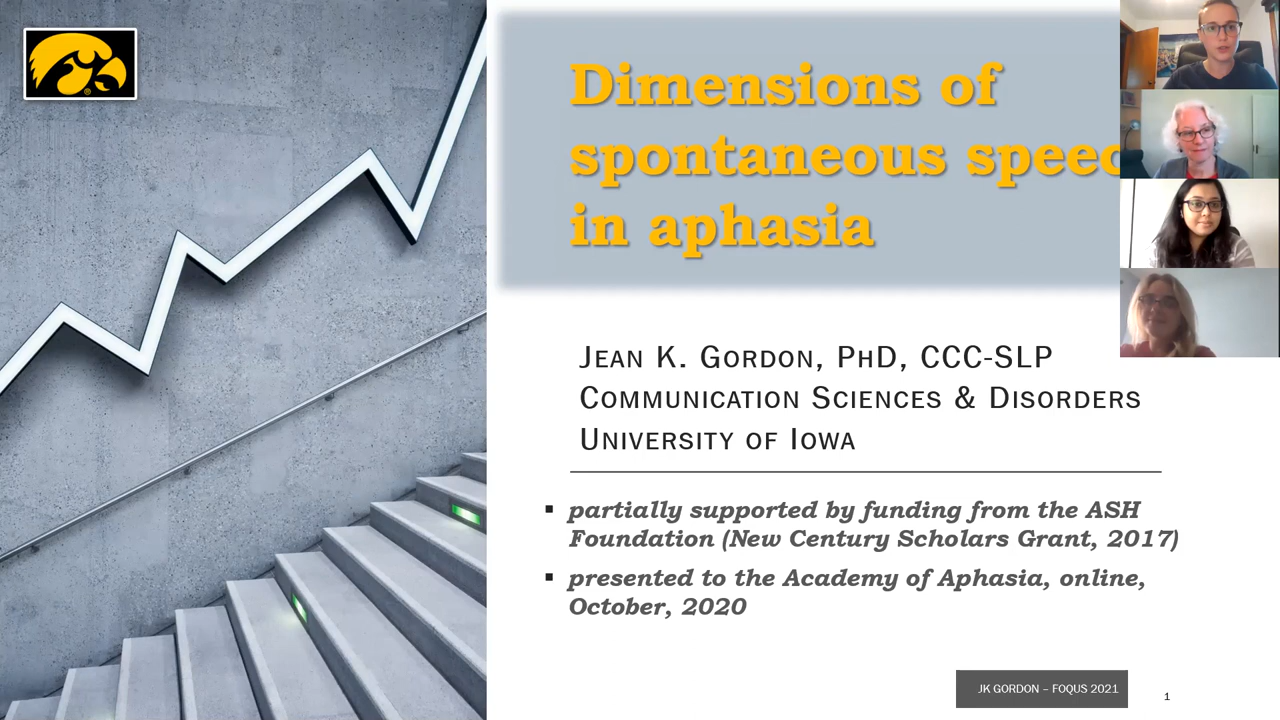 Dimensions of
spontaneous speec
in aphasia
JEAN K. GORDON, PHD, CCC-SLP
COMMUNICATION SCIENCES & DISORDERS
UNIVERSITY OF IOWA
▪ partially supported by funding from the ASH
Foundation (New Century Scholars Grant, 2017)
▪ presented to the Academy of Aphasia, online,
October, 2020
JK GORDON – FOQUS 2021
1